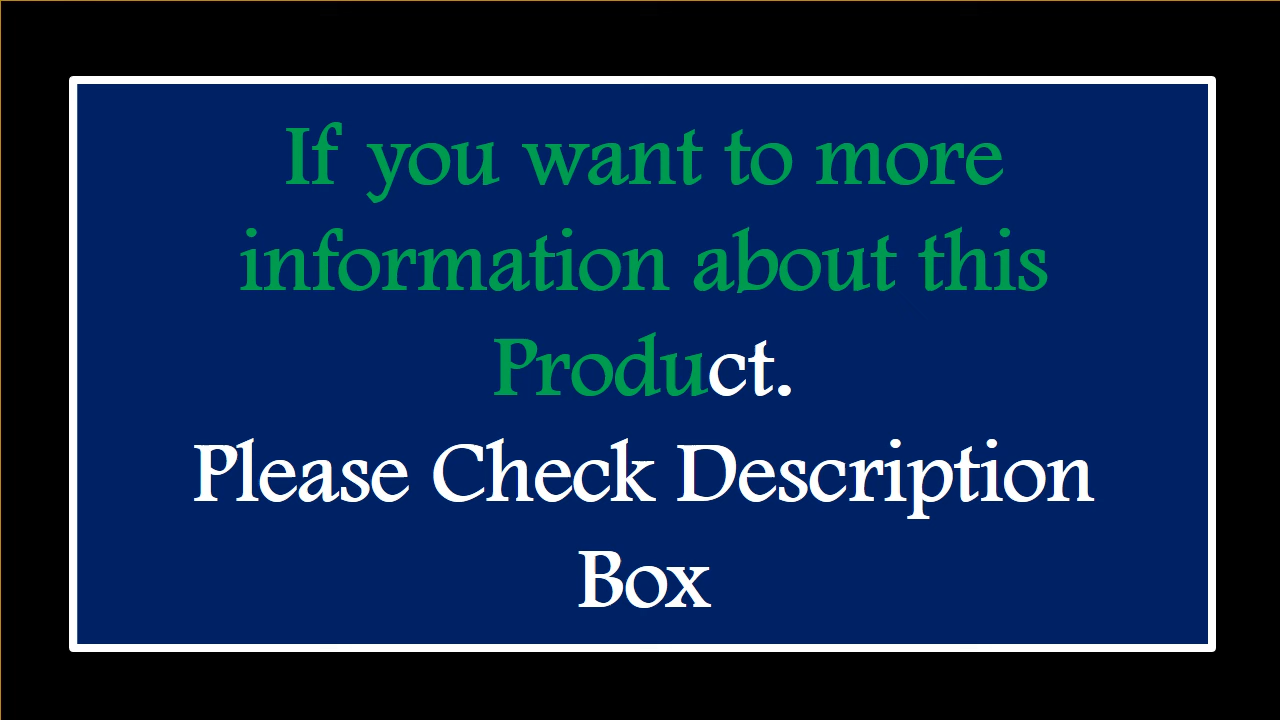 If you want to more
information about this
Product.
Please Check Description
Box